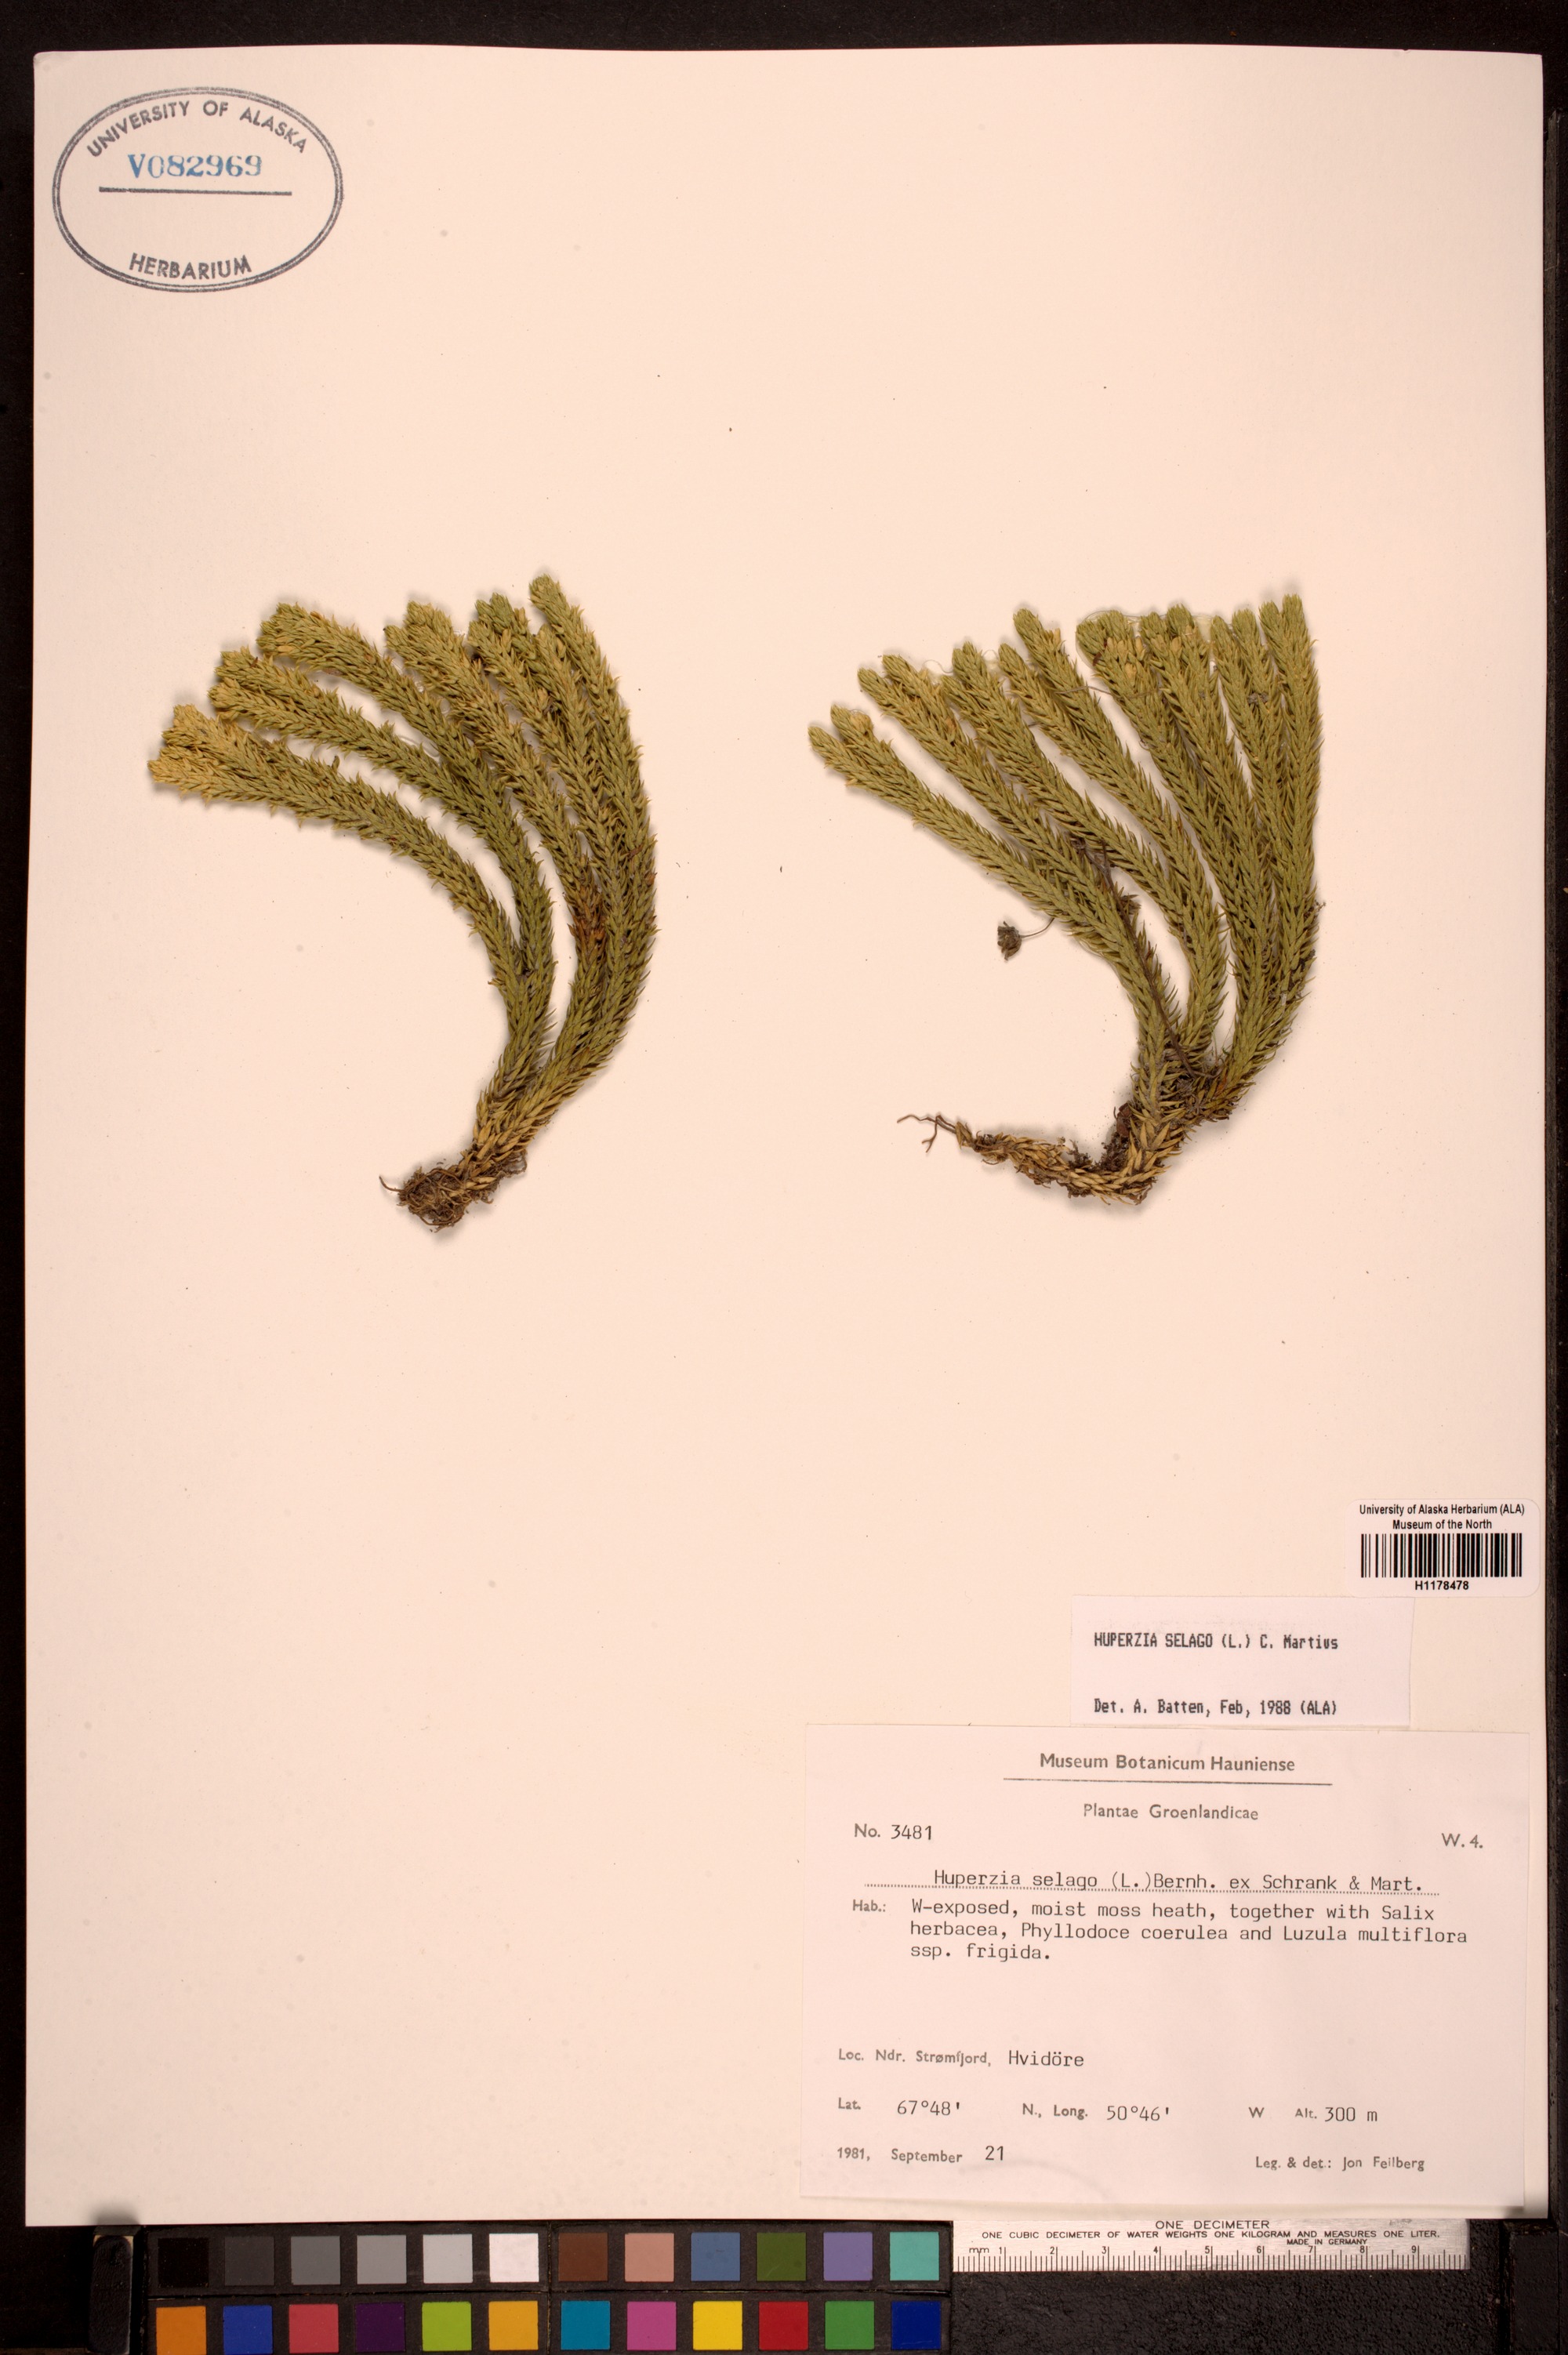 UNIVERSITY OF ALASKA
V082969
HERBARIUM
University of Alaska Herbarium (ALA)
Museum of the North
H1178478
HUPERZIA SELAGO (L.) C. Martius
Det. A. Batten, Feb, 1988 (ALA)
Museum Botanicum Hauniense
Plantae Groenlandicae
No. 3481
W. 4.
Huperzia selago (L.)Bernh. ex Schrank & Mart.
Hab.: W-exposed, moist moss heath, together with Salix
herbacea, Phyllodoce coerulea and Luzula multiflora
ssp. frigida.
Loc. Ndr. Strømfjord, Hvidöre
Lat. 67°48' N., Long. 50°46' W Alt. 300 m
1981, September 21
Leg. & det.: Jon Feilberg
ONE DECIMETER
ONE CUBIC DECIMETER OF WATER WEIGHTS ONE KILOGRAM AND MEASURES ONE LITER.
MADE IN GERMANY
mm 1 2 3 4 5 6 7 8 9